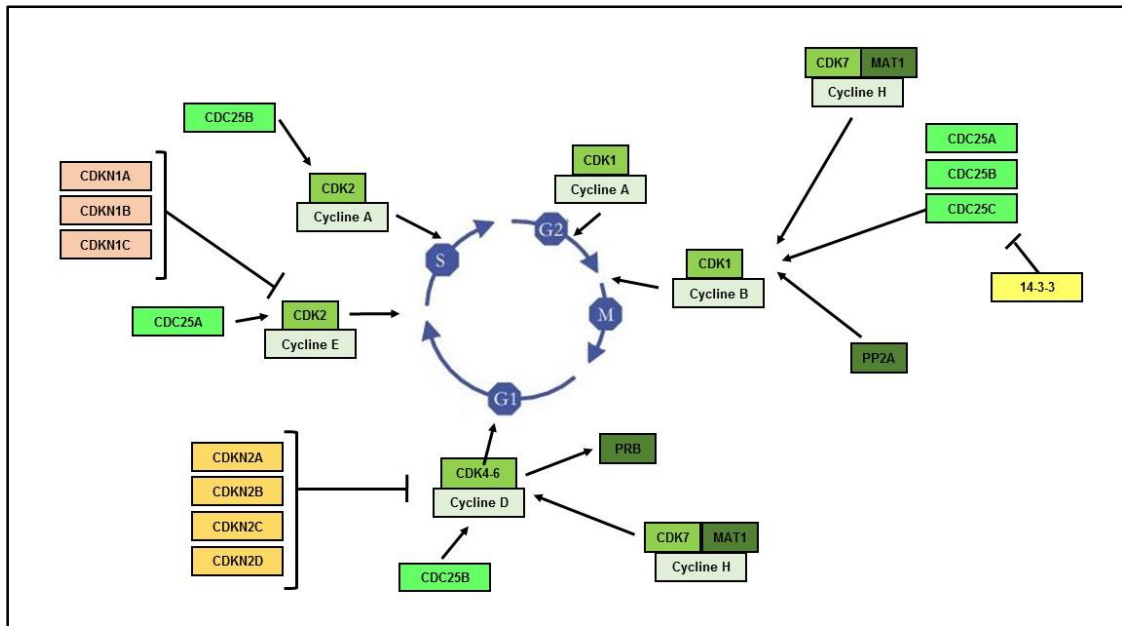 CDK7 MAT1
Cycline H
CDC25B
CDC25A
CDKN1A
CDK1
CDK2
Cycline A
CDC25B
CDKN1B
Cycline A
CDC25C
G2
CDKN1C
S
CDK1
Cycline B
14-3-3
CDC25A
CDK2
M
Cycline E
PP2A
G1
CDKN2A
PRB
CDK4-6
CDKN2B
Cycline D
CDKN2C
CDK7 MAT1
CDKN2D
Cycline H
CDC25B